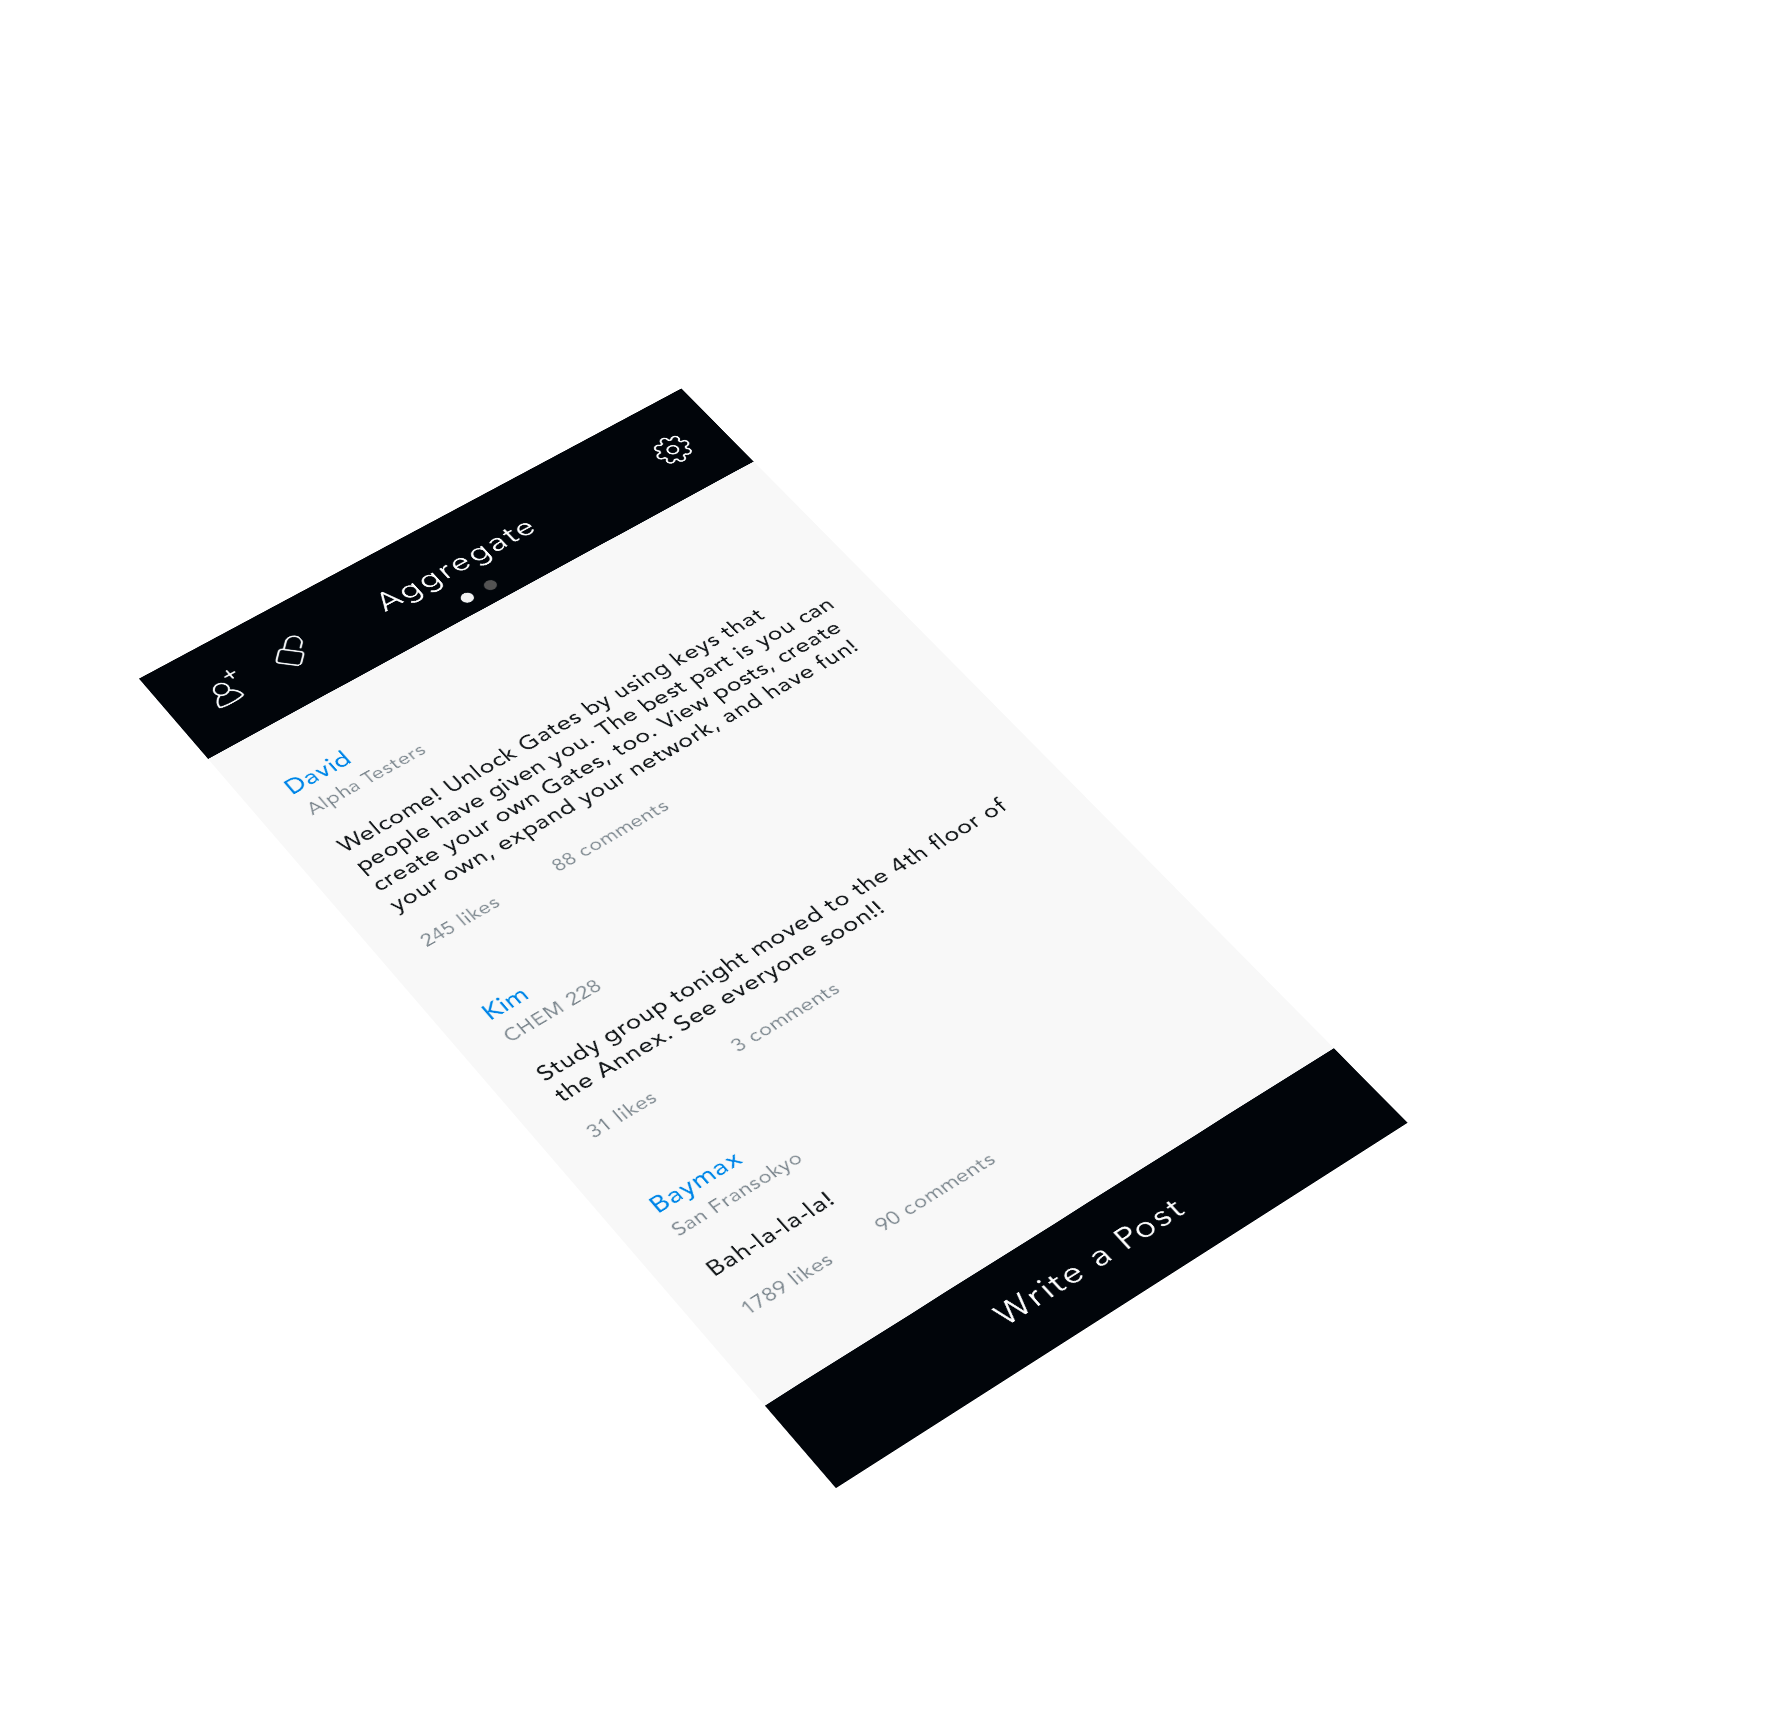 Aggregate
David
Alpha Testers
Welcome! Unlock Gates by using keys that
people have given you. The best part is you can
create your own Gates, too. View posts, create
your own, expand your network, and have fun!
245 likes 88 comments
Kim
CHEM 228
Study group tonight moved to the 4th floor of
the Annex. See everyone soon!!
31 likes 3 comments
Baymax
San Fransokyo
Bah-la-la-la!
1789 likes 90 comments
Write a Post